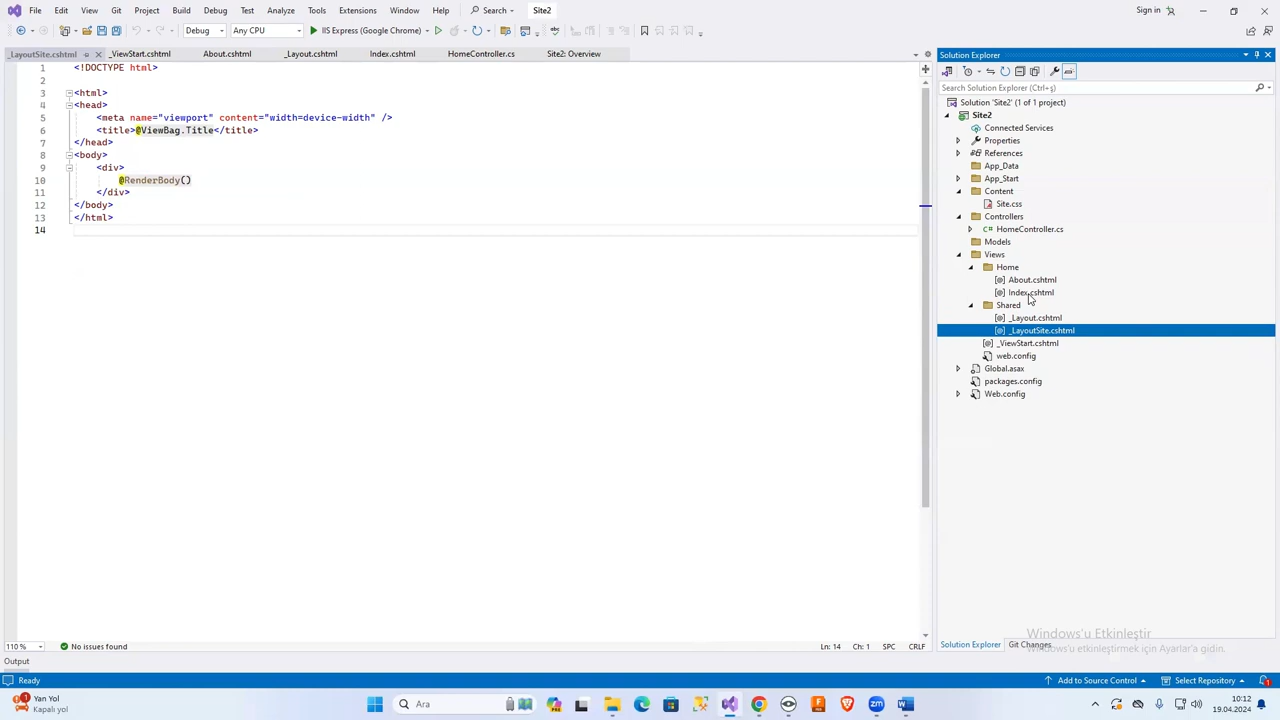 File Edit View Git Project Build Debug Test Analyze Tools Extensions Window Help Search Site2 Sign in
Debug Any CPU IIS Express (Google Chrome)
_LayoutSite.cshtml _ViewStart.cshtml About.cshtml _Layout.cshtml Index.cshtml HomeController.cs Site2: Overview
1 <!DOCTYPE html>
2
3 <html>
4 <head>
5 <meta name="viewport" content="width=device-width" />
6 <title>@ViewBag.Title</title>
7 </head>
8 <body>
9 <div>
10 @RenderBody()
11 </div>
12 </body>
13 </html>
14
110 % No issues found Ln: 14 Ch: 1 SPC CRLF
Output
Solution Explorer
Search Solution Explorer (Ctrl+ş)
Solution 'Site2' (1 of 1 project)
Site2
Connected Services
Properties
References
App_Data
App_Start
Content
Site.css
Controllers
C# HomeController.cs
Models
Views
Home
About.cshtml
Index.cshtml
Shared
_Layout.cshtml
_LayoutSite.cshtml
_ViewStart.cshtml
web.config
Global.asax
packages.config
Web.config
Windows'u Etkinleştir
Windows'u etkinleştirmek için Ayarlar'a gidin.
Solution Explorer Git Changes
Ready Add to Source Control Select Repository
Yan Yol
Kapalı yol
Ara
10:12
19.04.2024